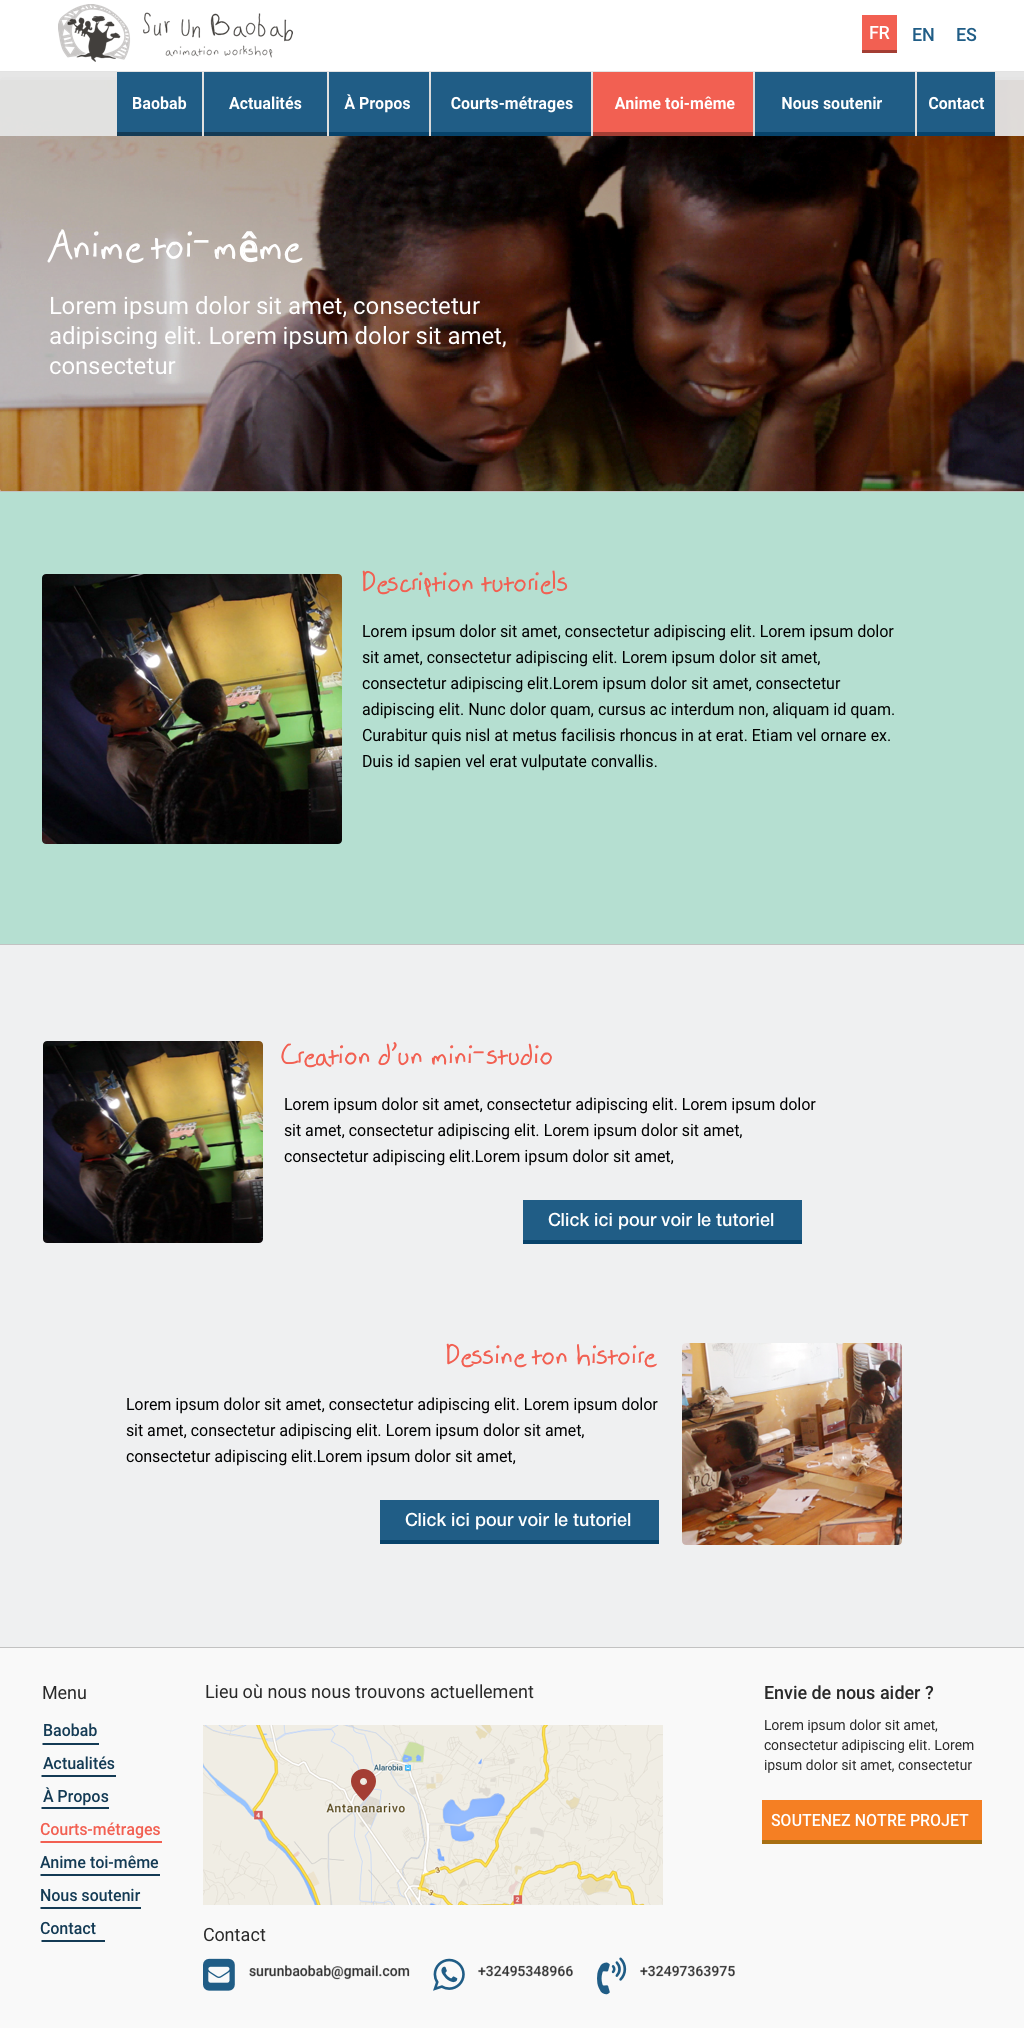 Sur Un Baobab
animation workshop
FR EN ES
Baobab Actualités À Propos Courts-métrages Anime toi-même Nous soutenir Contact
3x 330 = 990
Anime toi-même
Lorem ipsum dolor sit amet, consectetur
adipiscing elit. Lorem ipsum dolor sit amet,
consectetur
Description tutoriels
Lorem ipsum dolor sit amet, consectetur adipiscing elit. Lorem ipsum dolor
sit amet, consectetur adipiscing elit. Lorem ipsum dolor sit amet,
consectetur adipiscing elit.Lorem ipsum dolor sit amet, consectetur
adipiscing elit. Nunc dolor quam, cursus ac interdum non, aliquam id quam.
Curabitur quis nisl at metus facilisis rhoncus in at erat. Etiam vel ornare ex.
Duis id sapien vel erat vulputate convallis.
Creation d'un mini-studio
Lorem ipsum dolor sit amet, consectetur adipiscing elit. Lorem ipsum dolor
sit amet, consectetur adipiscing elit. Lorem ipsum dolor sit amet,
consectetur adipiscing elit.Lorem ipsum dolor sit amet,
Click ici pour voir le tutoriel
Dessine ton histoire
Lorem ipsum dolor sit amet, consectetur adipiscing elit. Lorem ipsum dolor
sit amet, consectetur adipiscing elit. Lorem ipsum dolor sit amet,
consectetur adipiscing elit.Lorem ipsum dolor sit amet,
Click ici pour voir le tutoriel
Menu
Baobab
Actualités
À Propos
Courts-métrages
Anime toi-même
Nous soutenir
Contact
Lieu où nous nous trouvons actuellement
Alarobia
Antananarivo
4
3
3
2
Contact
surunbaobab@gmail.com
+32495348966
+32497363975
Envie de nous aider ?
Lorem ipsum dolor sit amet,
consectetur adipiscing elit. Lorem
ipsum dolor sit amet, consectetur
SOUTENEZ NOTRE PROJET